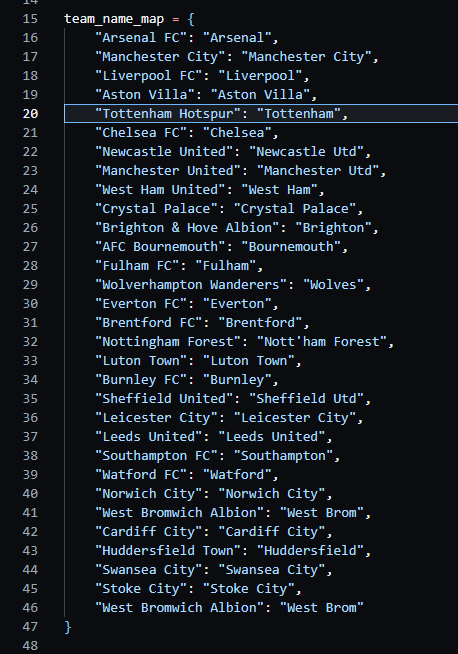 14
15 team_name_map = {
16 "Arsenal FC": "Arsenal",
17 "Manchester City": "Manchester City",
18 "Liverpool FC": "Liverpool",
19 "Aston Villa": "Aston Villa",
20 "Tottenham Hotspur": "Tottenham",
21 "Chelsea FC": "Chelsea",
22 "Newcastle United": "Newcastle Utd",
23 "Manchester United": "Manchester Utd",
24 "West Ham United": "West Ham",
25 "Crystal Palace": "Crystal Palace",
26 "Brighton & Hove Albion": "Brighton",
27 "AFC Bournemouth": "Bournemouth",
28 "Fulham FC": "Fulham",
29 "Wolverhampton Wanderers": "Wolves",
30 "Everton FC": "Everton",
31 "Brentford FC": "Brentford",
32 "Nottingham Forest": "Nott'ham Forest",
33 "Luton Town": "Luton Town",
34 "Burnley FC": "Burnley",
35 "Sheffield United": "Sheffield Utd",
36 "Leicester City": "Leicester City",
37 "Leeds United": "Leeds United",
38 "Southampton FC": "Southampton",
39 "Watford FC": "Watford",
40 "Norwich City": "Norwich City",
41 "West Bromwich Albion": "West Brom",
42 "Cardiff City": "Cardiff City",
43 "Huddersfield Town": "Huddersfield",
44 "Swansea City": "Swansea City",
45 "Stoke City": "Stoke City",
46 "West Bromwich Albion": "West Brom"
47 }
48